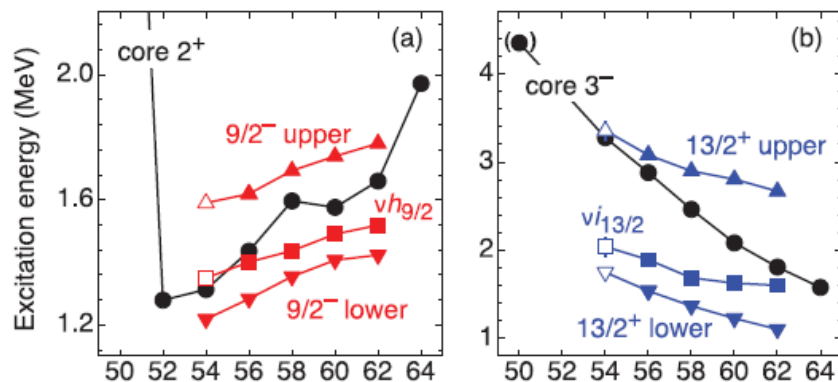 (a)
core 2⁺
2.0
9/2⁻ upper
1.6
νh9/2
9/2⁻ lower
1.2
Excitation energy (MeV)
50 52 54 56 58 60 62 64
(b)
4
core 3⁻
13/2⁺ upper
3
νi13/2
2
13/2⁺ lower
1
50 52 54 56 58 60 62 64